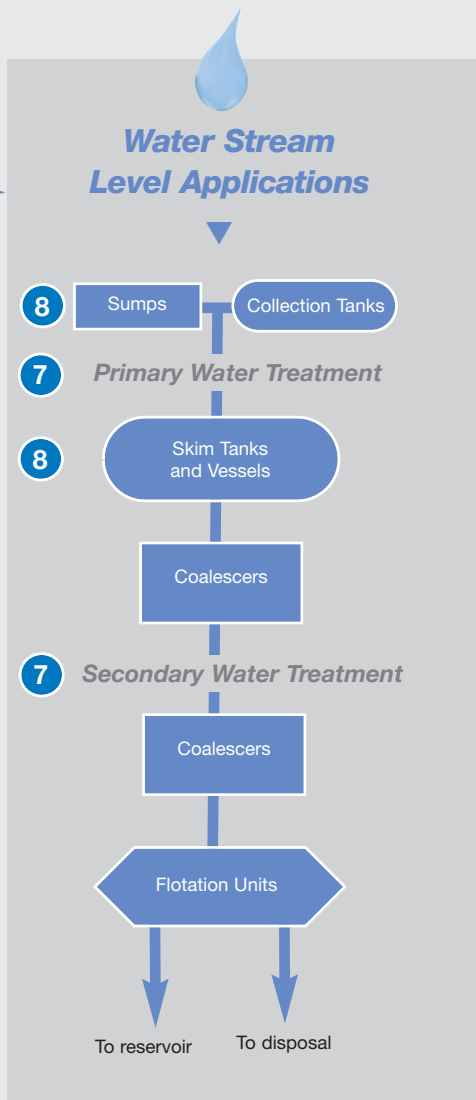 Water Stream
Level Applications
8
Sumps
Collection Tanks
7
Primary Water Treatment
8
Skim Tanks
and Vessels
Coalescers
7
Secondary Water Treatment
Coalescers
Flotation Units
To reservoir
To disposal